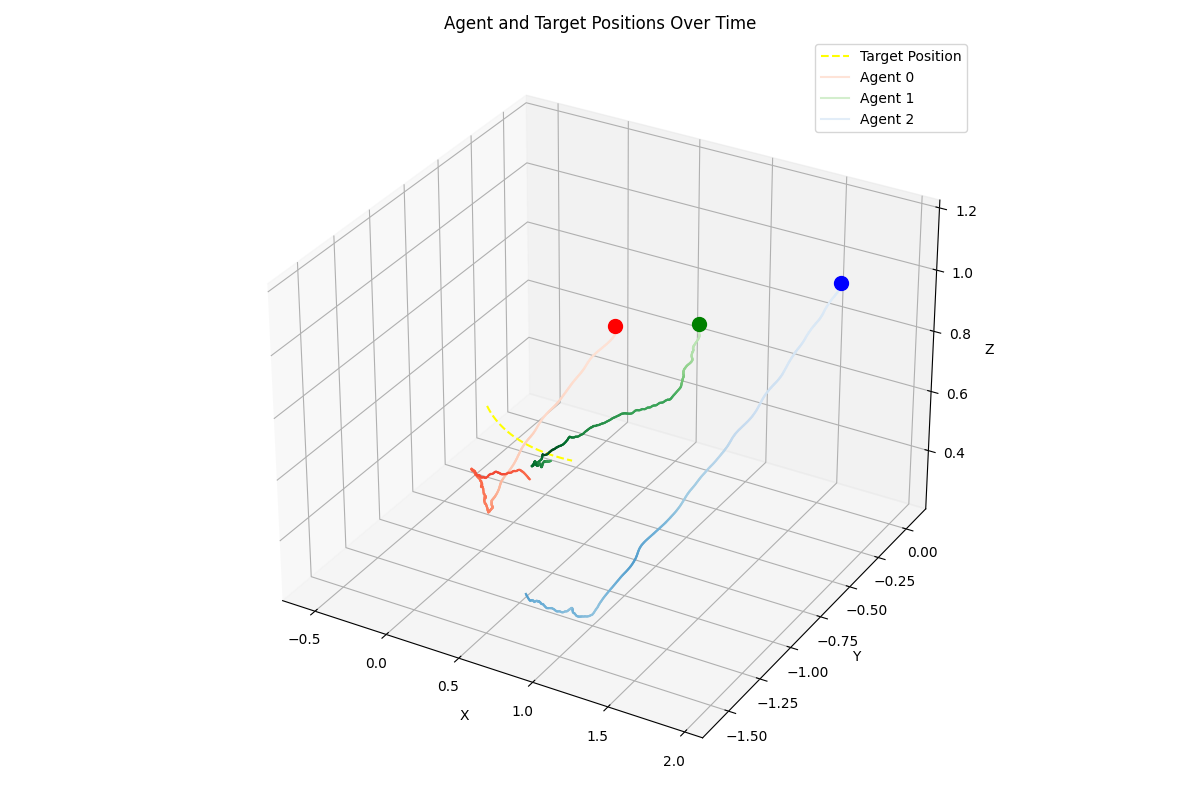 Agent and Target Positions Over Time
Target Position
Agent 0
Agent 1
Agent 2
1.2
1.0
0.8
0.6
0.4
Z
0.00
−0.25
−0.50
−0.75
−1.00
−1.25
−1.50
Y
−0.5
0.0
0.5
1.0
1.5
2.0
X